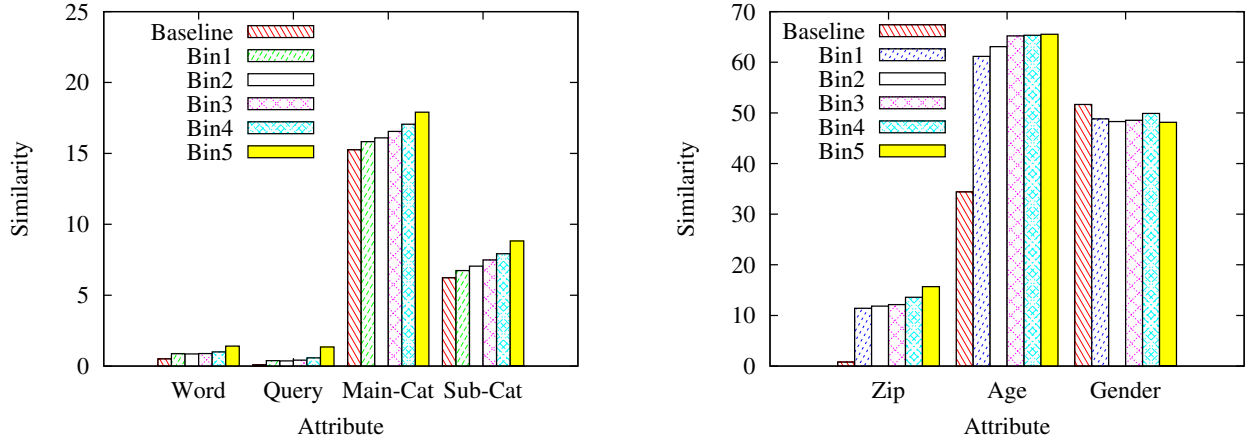 25
20
15
10
5
0
Similarity
Baseline
Bin1
Bin2
Bin3
Bin4
Bin5
Word Query Main-Cat Sub-Cat
Attribute
70
60
50
40
30
20
10
0
Similarity
Baseline
Bin1
Bin2
Bin3
Bin4
Bin5
Zip Age Gender
Attribute